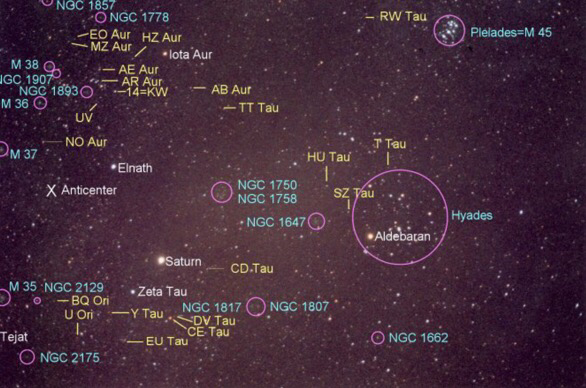 NGC 1857
NGC 1778
RW Tau
Pleiades=M 45
EO Aur
HZ Aur
MZ Aur
Iota Aur
M 38
AE Aur
NGC 1907
AR Aur
NGC 1893
14=KW
AB Aur
M 36
TT Tau
UV
NO Aur
T Tau
M 37
HU Tau
Elnath
NGC 1750
SZ Tau
X Anticenter
NGC 1758
Hyades
NGC 1647
Aldebaran
Saturn
CD Tau
M 35
NGC 2129
Zeta Tau
BQ Ori
NGC 1817
NGC 1807
U Ori
Y Tau
DV Tau
CE Tau
Tejat
EU Tau
NGC 1662
NGC 2175